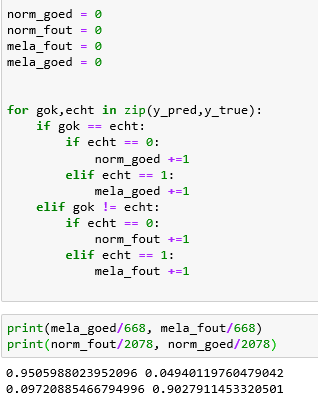 norm_goed = 0
norm_fout = 0
mela_fout = 0
mela_goed = 0
for gok,echt in zip(y_pred,y_true):
    if gok == echt:
        if echt == 0:
            norm_goed +=1
        elif echt == 1:
            mela_goed +=1
    elif gok != echt:
        if echt == 0:
            norm_fout +=1
        elif echt == 1:
            mela_fout +=1
print(mela_goed/668, mela_fout/668)
print(norm_fout/2078, norm_goed/2078)
0.9505988023952096 0.04940119760479042
0.09720885466794996 0.9027911453320501